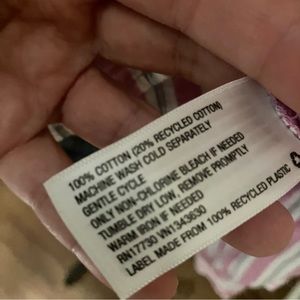 100% COTTON (20% RECYCLED COTTON)
MACHINE WASH COLD SEPARATELY
GENTLE CYCLE
ONLY NON-CHLORINE BLEACH IF NEEDED
TUMBLE DRY LOW, REMOVE PROMPTLY
WARM IRON IF NEEDED
RN17730 VN1343630
LABEL MADE FROM 100% RECYCLED PLASTIC